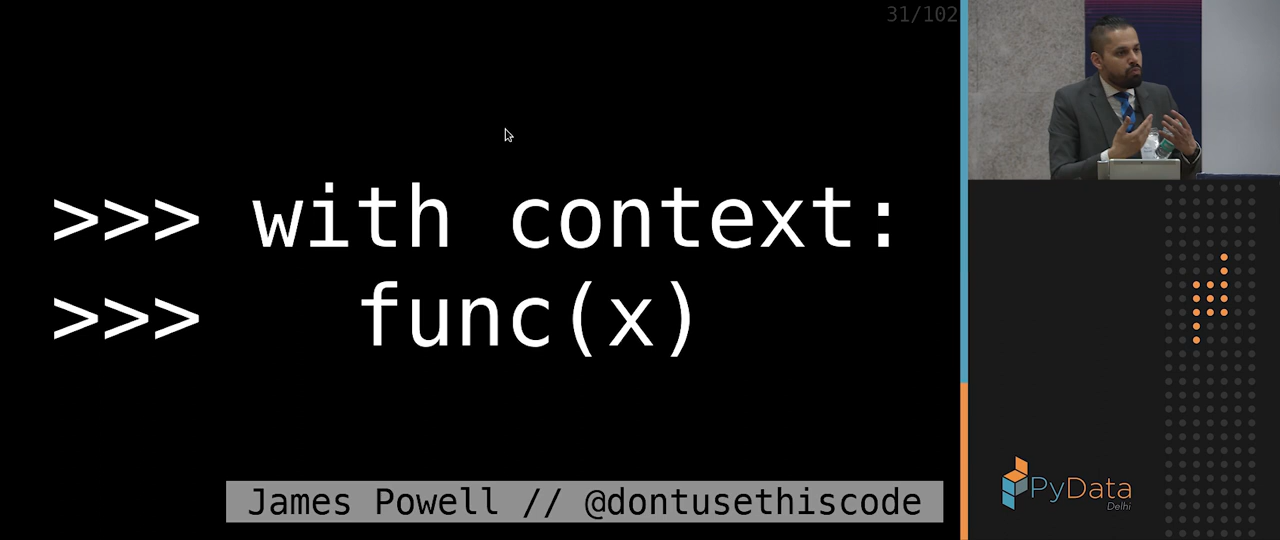 31/102
>>> with context:
>>>   func(x)
James Powell // @dontusethiscode
PyData
Delhi